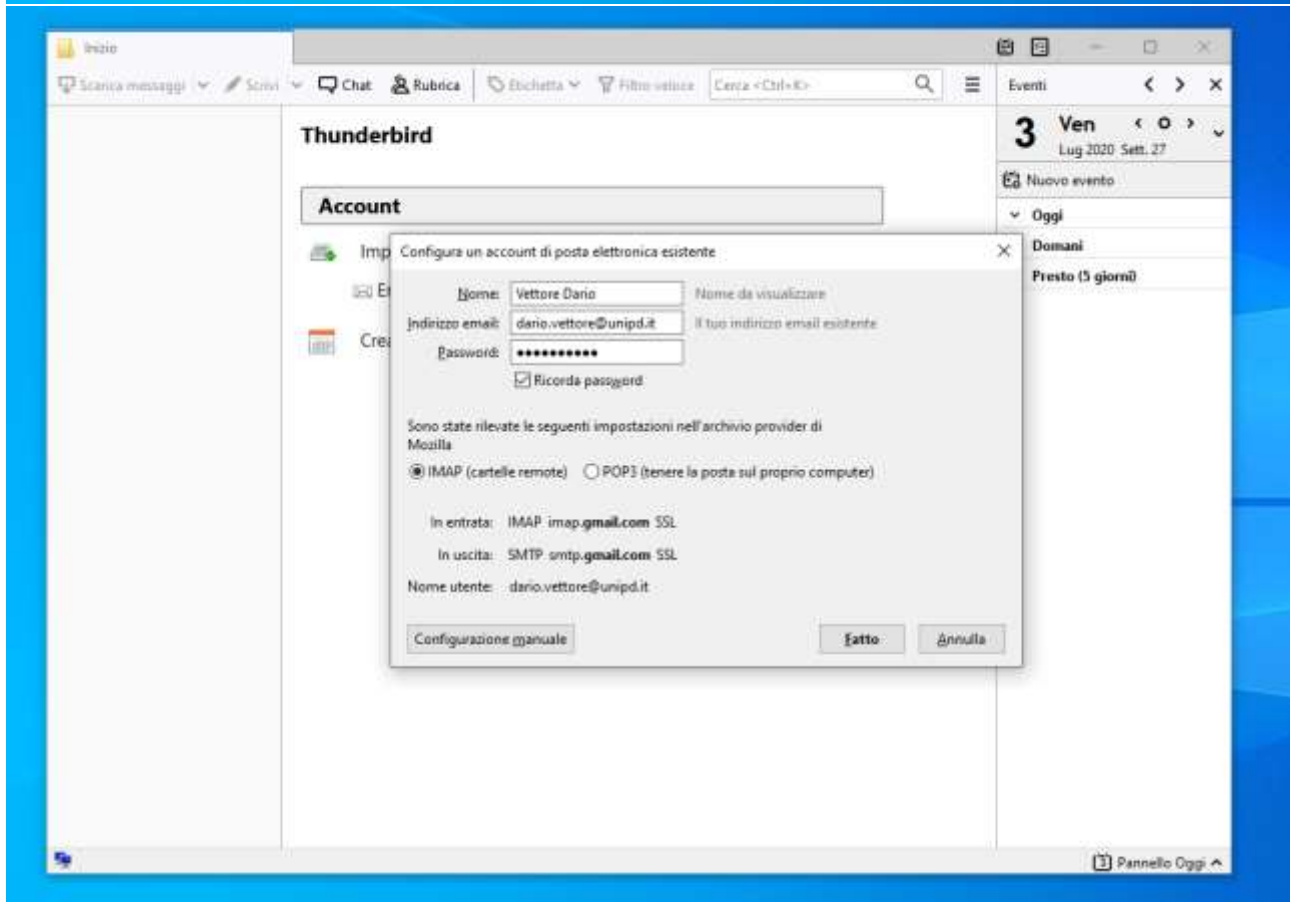 Inizio
Scarica messaggi Scrivi Chat Rubrica Etichetta Filtro veloce Cerca <Ctrl+K>
Eventi
Thunderbird
3 Ven
Lug 2020 Sett. 27
Nuovo evento
Account
Oggi
Domani
Presto (5 giorni)
Imp
Configura un account di posta elettronica esistente
Nome: Vettore Dario Nome da visualizzare
Indirizzo email: dario.vettore@unipd.it Il tuo indirizzo email esistente
Crea
Password: ••••••••••
Ricorda password
Sono state rilevate le seguenti impostazioni nell'archivio provider di
Mozilla
IMAP (cartelle remote) POP3 (tenere la posta sul proprio computer)
In entrata: IMAP imap.gmail.com SSL
In uscita: SMTP smtp.gmail.com SSL
Nome utente: dario.vettore@unipd.it
Configurazione manuale Fatto Annulla
Pannello Oggi